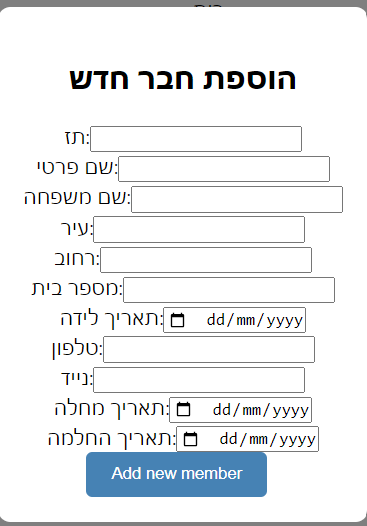 הוספת חבר חדש
תז:
שם פרטי:
שם משפחה:
עיר:
רחוב:
מספר בית:
תאריך לידה: dd/mm/yyyy
טלפון:
נייד:
תאריך מחלה: dd/mm/yyyy
תאריך החלמה: dd/mm/yyyy
Add new member